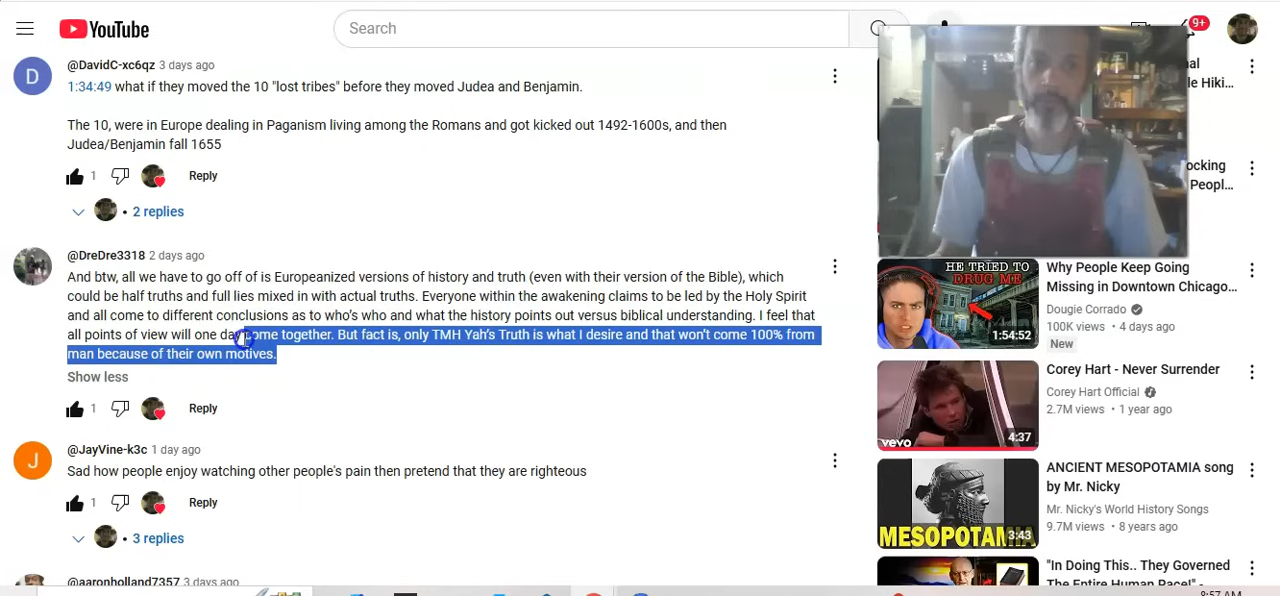 YouTube
Search
9+
@DavidC-xc6qz 3 days ago
1:34:49 what if they moved the 10 "lost tribes" before they moved Judea and Benjamin.
The 10, were in Europe dealing in Paganism living among the Romans and got kicked out 1492-1600s, and then
Judea/Benjamin fall 1655
1
Reply
2 replies
@DreDre3318 2 days ago
And btw, all we have to go off of is Europeanized versions of history and truth (even with their version of the Bible), which
could be half truths and full lies mixed in with actual truths. Everyone within the awakening claims to be led by the Holy Spirit
and all come to different conclusions as to who's who and what the history points out versus biblical understanding. I feel that
all points of view will one day come together. But fact is, only TMH Yah's Truth is what I desire and that won't come 100% from
man because of their own motives.
Show less
1
Reply
@JayVine-k3c 1 day ago
Sad how people enjoy watching other people's pain then pretend that they are righteous
1
Reply
3 replies
@aaronholland7357 3 days ago
D
J
le Hiki...
ocking
Peopl...
HE TRIED TO
DRUG ME
1:54:52
Why People Keep Going
Missing in Downtown Chicago...
Dougie Carrado
100K views • 4 days ago
New
vevo
4:37
Corey Hart - Never Surrender
Corey Hart Official
2.7M views • 1 year ago
MESOPOTAMIA
3:43
ANCIENT MESOPOTAMIA song
by Mr. Nicky
Mr. Nicky's World History Songs
9.7M views • 8 years ago
"In Doing This.. They Governed
The Entire Human Race!" -
8:57 AM